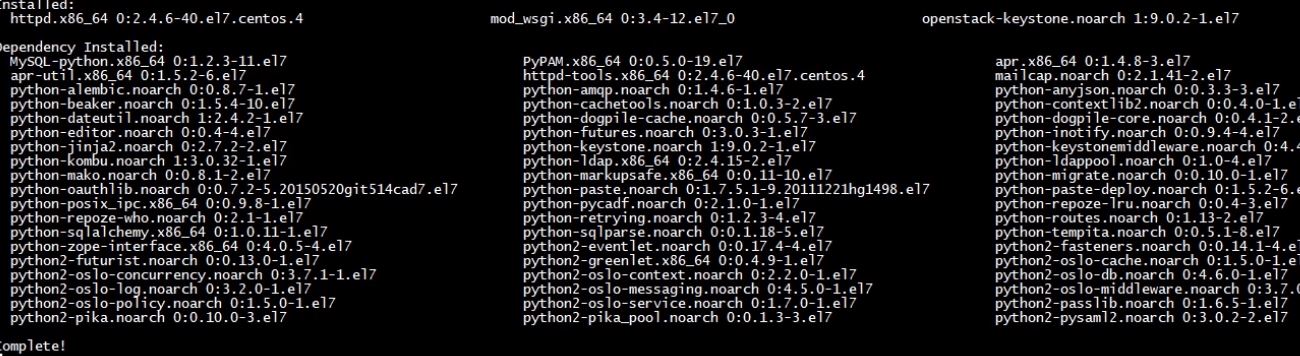 Installed:
httpd.x86_64 0:2.4.6-40.el7.centos.4 mod_wsgi.x86_64 0:3.4-12.el7_0 openstack-keystone.noarch 1:9.0.2-1.el7
Dependency Installed:
MySQL-python.x86_64 0:1.2.3-11.el7 PyPAM.x86_64 0:0.5.0-19.el7 apr.x86_64 0:1.4.8-3.el7
apr-util.x86_64 0:1.5.2-6.el7 httpd-tools.x86_64 0:2.4.6-40.el7.centos.4 mailcap.noarch 0:2.1.41-2.el7
python-alembic.noarch 0:0.8.7-1.el7 python-amqp.noarch 0:1.4.6-1.el7 python-anyjson.noarch 0:0.3.3-3.el7
python-beaker.noarch 0:1.5.4-10.el7 python-cachetools.noarch 0:1.0.3-2.el7 python-contextlib2.noarch 0:0.4.0-1.el
python-dateutil.noarch 1:2.4.2-1.el7 python-dogpile-cache.noarch 0:0.5.7-3.el7 python-dogpile-core.noarch 0:0.4.1-2.e
python-editor.noarch 0:0.4-4.el7 python-futures.noarch 0:3.0.3-1.el7 python-inotify.noarch 0:0.9.4-4.el7
python-jinja2.noarch 0:2.7.2-2.el7 python-keystone.noarch 1:9.0.2-1.el7 python-keystonemiddleware.noarch 0:4.4
python-kombu.noarch 1:3.0.32-1.el7 python-ldap.x86_64 0:2.4.15-2.el7 python-ldappool.noarch 0:1.0-4.el7
python-mako.noarch 0:0.8.1-2.el7 python-markupsafe.x86_64 0:0.11-10.el7 python-migrate.noarch 0:0.10.0-1.el7
python-oauthlib.noarch 0:0.7.2-5.20150520git514cad7.el7 python-paste.noarch 0:1.7.5.1-9.20111221hg1498.el7 python-paste-deploy.noarch 0:1.5.2-6.el
python-posix_ipc.x86_64 0:0.9.8-1.el7 python-pycadf.noarch 0:2.1.0-1.el7 python-repoze-lru.noarch 0:0.4-3.el7
python-repoze-who.noarch 0:2.1-1.el7 python-retrying.noarch 0:1.2.3-4.el7 python-routes.noarch 0:1.13-2.el7
python-sqlalchemy.x86_64 0:1.0.11-1.el7 python-sqlparse.noarch 0:0.1.18-5.el7 python-tempita.noarch 0:0.5.1-8.el7
python-zope-interface.x86_64 0:4.0.5-4.el7 python2-eventlet.noarch 0:0.17.4-4.el7 python2-fasteners.noarch 0:0.14.1-4.el
python2-futurist.noarch 0:0.13.0-1.el7 python2-greenlet.x86_64 0:0.4.9-1.el7 python2-oslo-cache.noarch 0:1.5.0-1.el
python2-oslo-concurrency.noarch 0:3.7.1-1.el7 python2-oslo-context.noarch 0:2.2.0-1.el7 python2-oslo-db.noarch 0:4.6.0-1.el7
python2-oslo-log.noarch 0:3.2.0-1.el7 python2-oslo-messaging.noarch 0:4.5.0-1.el7 python2-oslo-middleware.noarch 0:3.7.0
python2-oslo-policy.noarch 0:1.5.0-1.el7 python2-oslo-service.noarch 0:1.7.0-1.el7 python2-passlib.noarch 0:1.6.5-1.el7
python2-pika.noarch 0:0.10.0-3.el7 python2-pika_pool.noarch 0:0.1.3-3.el7 python2-pysaml2.noarch 0:3.0.2-2.el7
Complete!